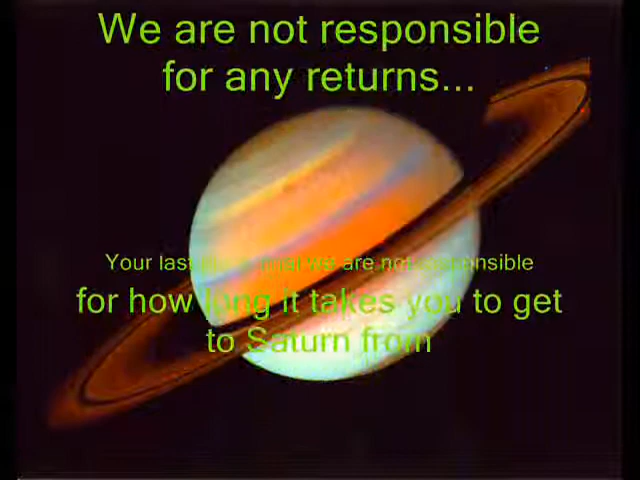 We are not responsible
for any returns...
Your last we are not responsible
for how long it takes you to get
to Saturn from